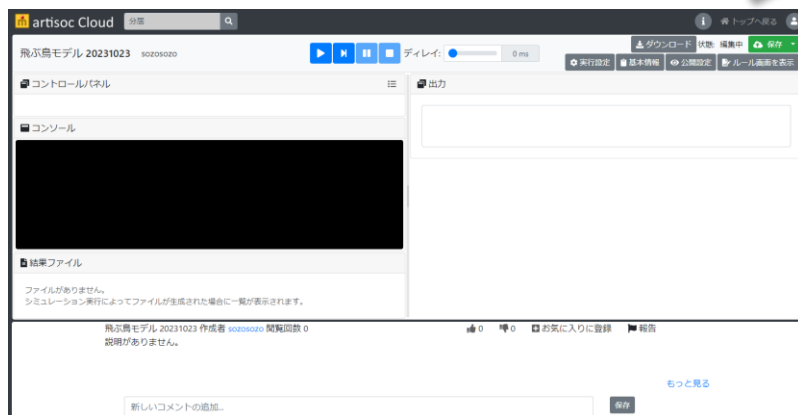 artisoc Cloud 分居 トップへ戻る
飛ぶ鳥モデル 20231023 sozosozo ディレイ: 0 ms ダウンロード 状態: 編集中 保存
実行設定 基本情報 公開設定 ルール画面を表示
コントロールパネル
出力
コンソール
結果ファイル
ファイルがありません。
シミュレーション実行によってファイルが生成された場合に一覧が表示されます。
飛ぶ鳥モデル 20231023 作成者 sozosozo 閲覧回数 0 0 0 お気に入りに登録 報告
説明がありません。
もっと見る
新しいコメントの追加... 保存